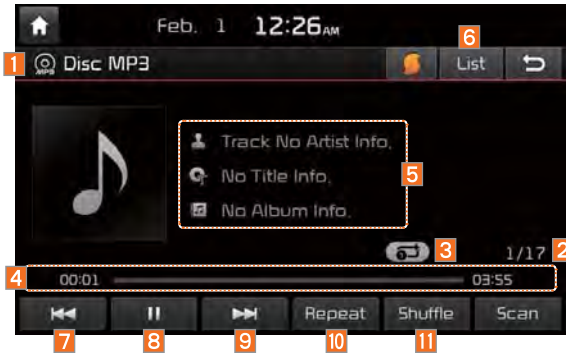 Feb. 1 12:26AM
6
1 MP3 Disc MP3 List
Track No Artist Info.
No Title Info. 5
No Album Info.
3 1/17 2
4 00:01 03:55
Repeat Shuffle Scan
7 8 9 10 11